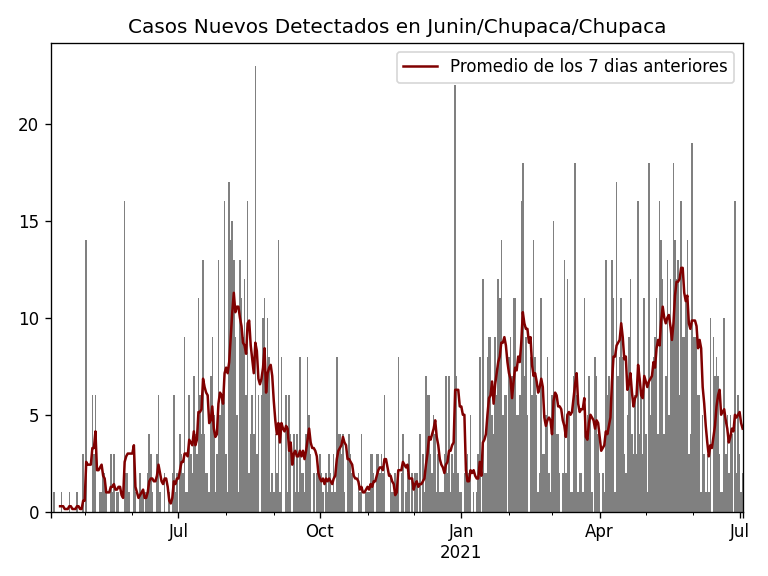 Casos Nuevos Detectados en Junin/Chupaca/Chupaca
Promedio de los 7 dias anteriores
20
15
10
5
0
Jul Oct Jan Apr Jul
2021